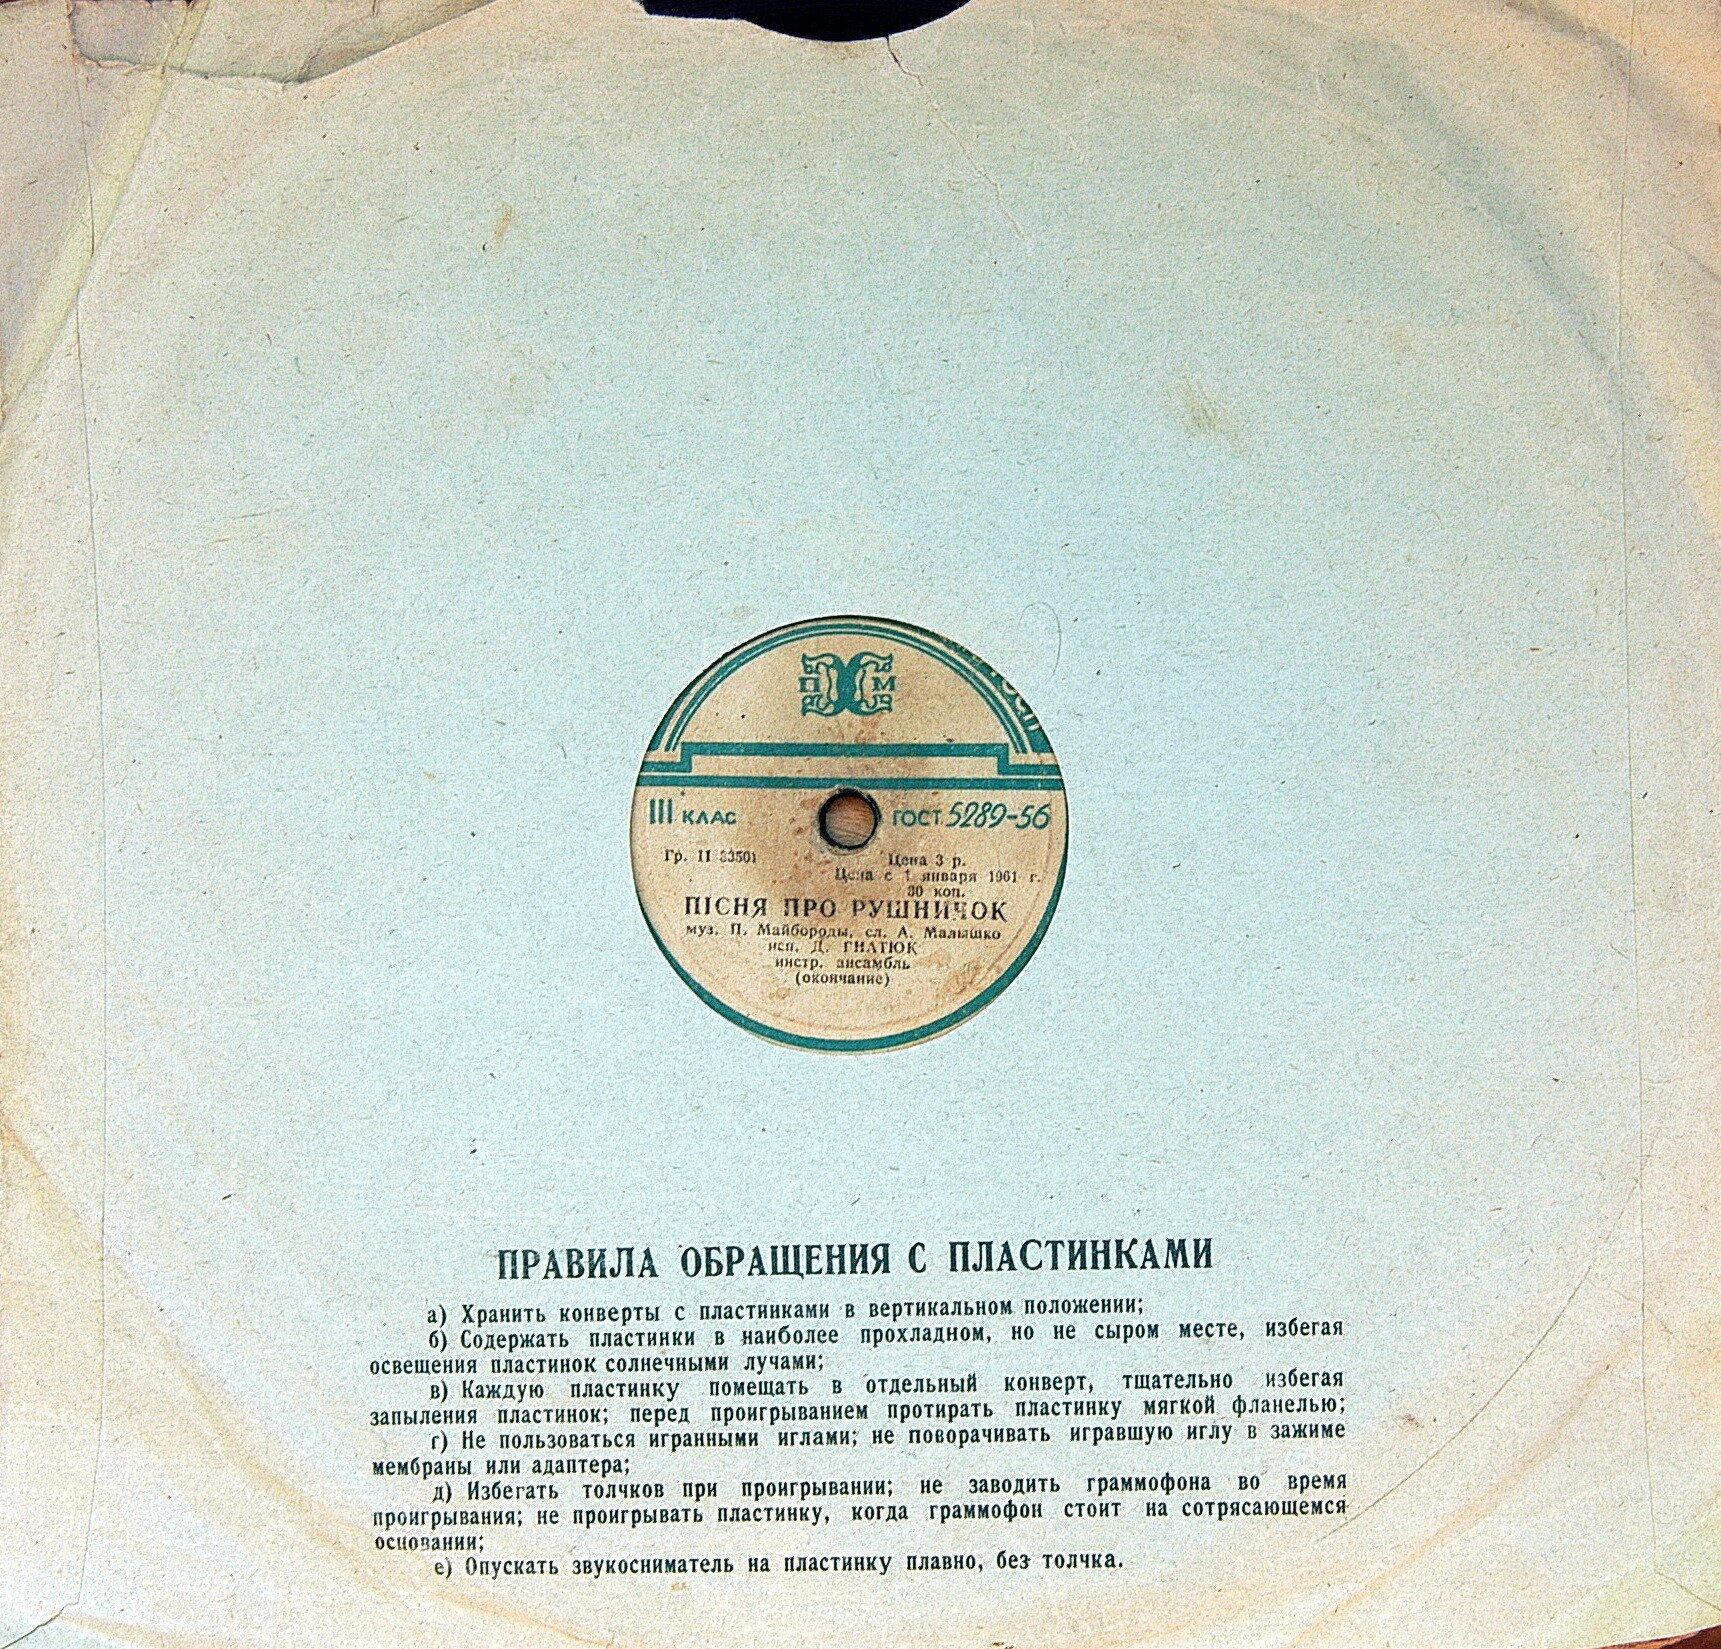 П М
III КЛАС ГОСТ 5289-56
Гр. II 33501 Цена 3 р.
Цена с 1 января 1961 г.
30 коп.
ПІСНЯ ПРО РУШНИЧОК
муз. П. Майбороды, сл. А. Малышко
исп. Д. ГНАТЮК
инстр. ансамбль
(окончание)
ПРАВИЛА ОБРАЩЕНИЯ С ПЛАСТИНКАМИ
а) Хранить конверты с пластинками в вертикальном положении;
б) Содержать пластинки в наиболее прохладном, но не сыром месте, избегая
освещения пластинок солнечными лучами;
в) Каждую пластинку помещать в отдельный конверт, тщательно избегая
запыления пластинок; перед проигрыванием протирать пластинку мягкой фланелью;
г) Не пользоваться игранными иглами; не поворачивать игравшую иглу в зажиме
мембраны или адаптера;
д) Избегать толчков при проигрывании; не заводить граммофона во время
проигрывания; не проигрывать пластинку, когда граммофон стоит на сотрясающемся
основании;
е) Опускать звукосниматель на пластинку плавно, без толчка.